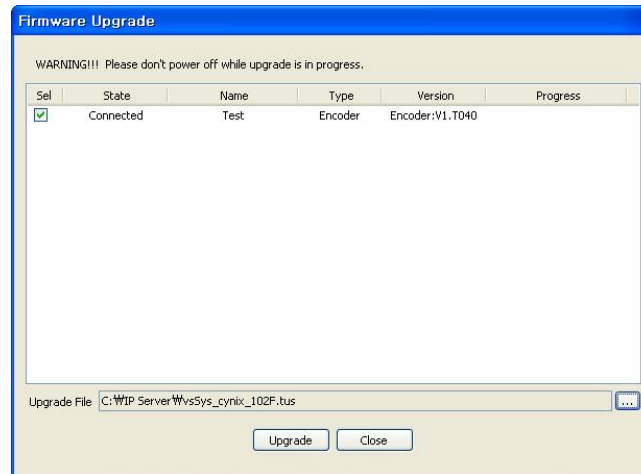 Firmware Upgrade
WARNING!!! Please don't power off while upgrade is in progress.
Sel State Name Type Version Progress
Connected Test Encoder Encoder:V1.T040
Upgrade File C:₩IP Server₩vsSys_cynix_102F.tus ...
Upgrade Close